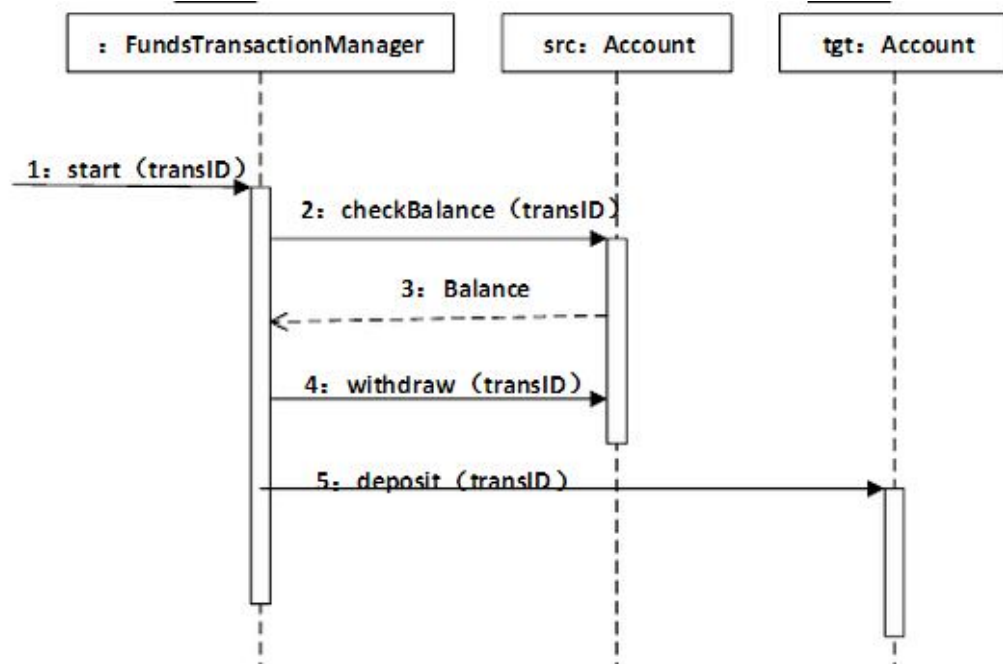 ：FundsTransactionManager
src：Account
tgt：Account
1：start（transID）
2：checkBalance（transID）
3：Balance
4：withdraw（transID）
5：deposit（transID）